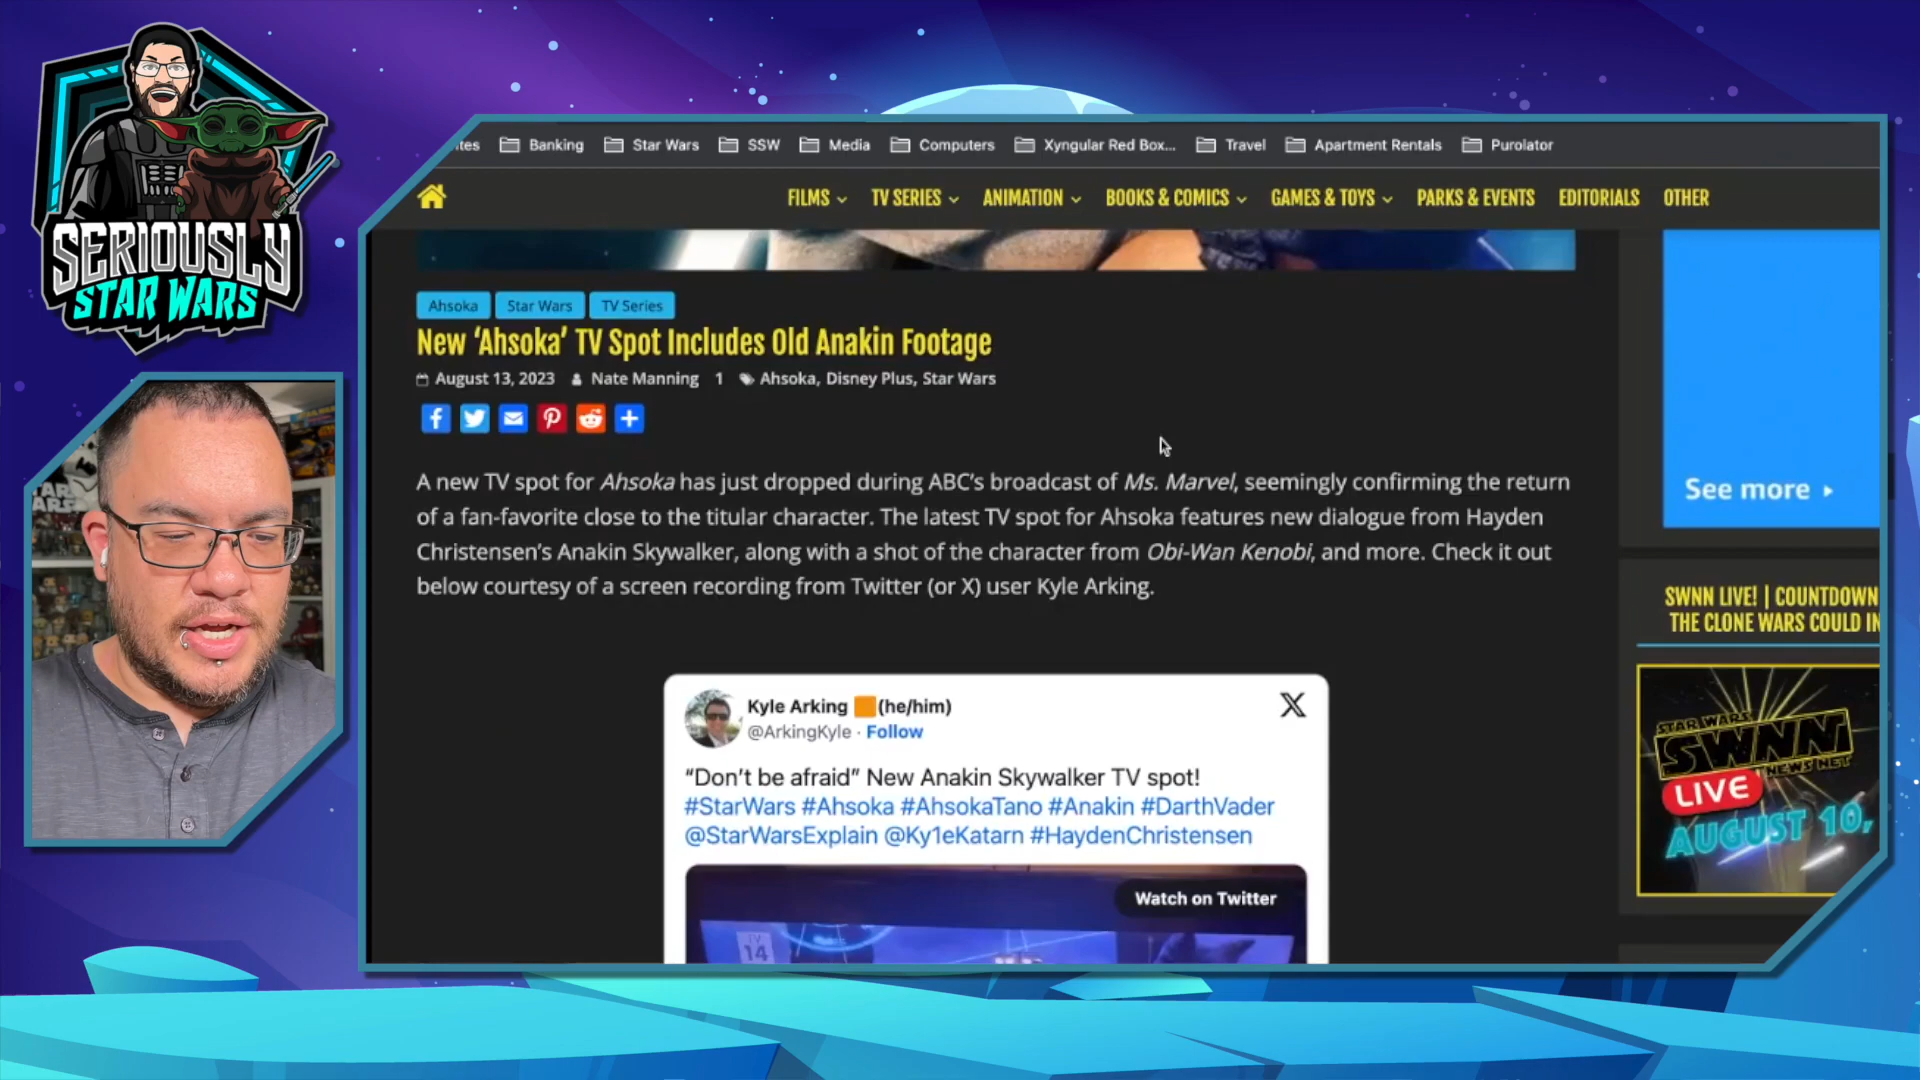 SERIOUSLY
STAR WARS
Banking
Star Wars
SSW
Media
Computers
Xyngular Red Box...
Travel
Apartment Rentals
Purolator
FILMS
TV SERIES
ANIMATION
BOOKS & COMICS
GAMES & TOYS
PARKS & EVENTS
EDITORIALS
OTHER
Ahsoka
Star Wars
TV Series
New ‘Ahsoka’ TV Spot Includes Old Anakin Footage
August 13, 2023 Nate Manning 1 Ahsoka, Disney Plus, Star Wars
A new TV spot for Ahsoka has just dropped during ABC’s broadcast of Ms. Marvel, seemingly confirming the return
of a fan-favorite close to the titular character. The latest TV spot for Ahsoka features new dialogue from Hayden
Christensen’s Anakin Skywalker, along with a shot of the character from Obi-Wan Kenobi, and more. Check it out
below courtesy of a screen recording from Twitter (or X) user Kyle Arking.
Kyle Arking (he/him)
@ArkingKyle · Follow
“Don’t be afraid” New Anakin Skywalker TV spot!
#StarWars #Ahsoka #AhsokaTano #Anakin #DarthVader
@StarWarsExplain @Ky1eKatarn #HaydenChristensen
Watch on Twitter
TV
14
See more
SWNN LIVE! | COUNTDOWN
THE CLONE WARS COULD IN
STAR WARS
SWNN
NEWS NET
LIVE
AUGUST 10,